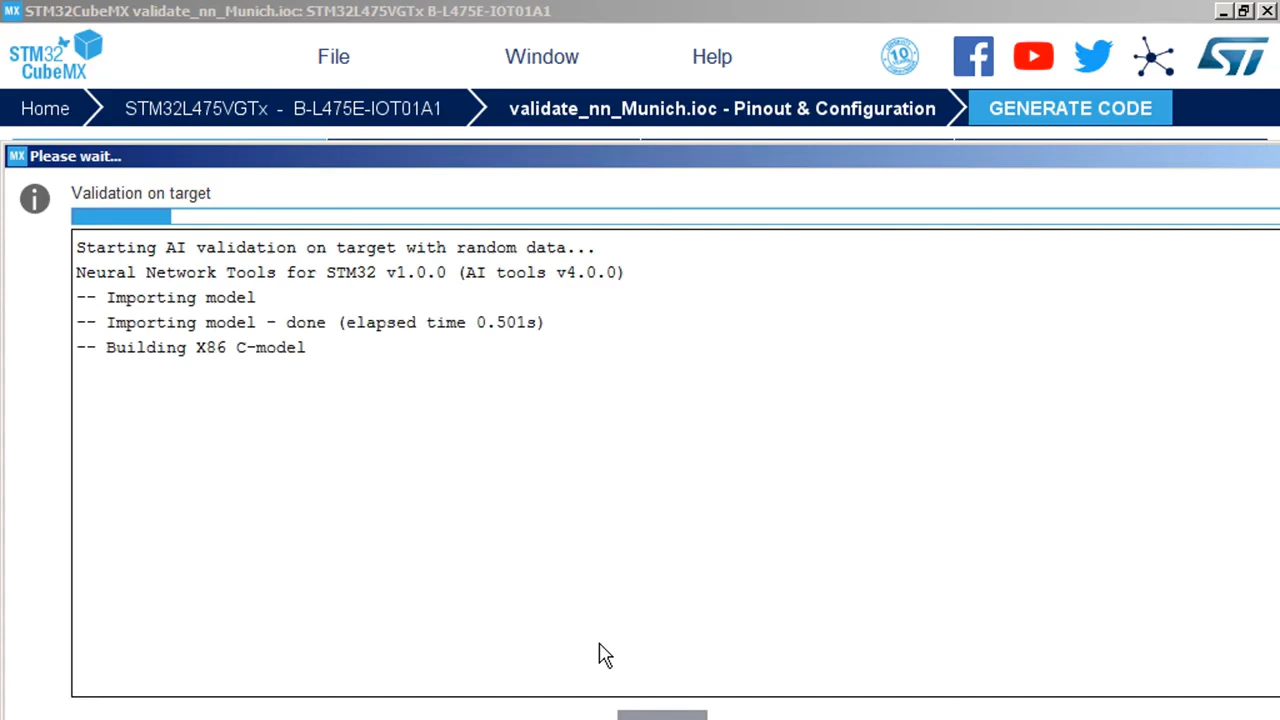 MX STM32CubeMX validate_nn_Munich.ioc: STM32L475VGTx B-L475E-IOT01A1
STM32
CubeMX
File Window Help
10
Home STM32L475VGTx - B-L475E-IOT01A1 validate_nn_Munich.ioc - Pinout & Configuration GENERATE CODE
MX Please wait...
Validation on target
Starting AI validation on target with random data...
Neural Network Tools for STM32 v1.0.0 (AI tools v4.0.0)
-- Importing model
-- Importing model - done (elapsed time 0.501s)
-- Building X86 C-model